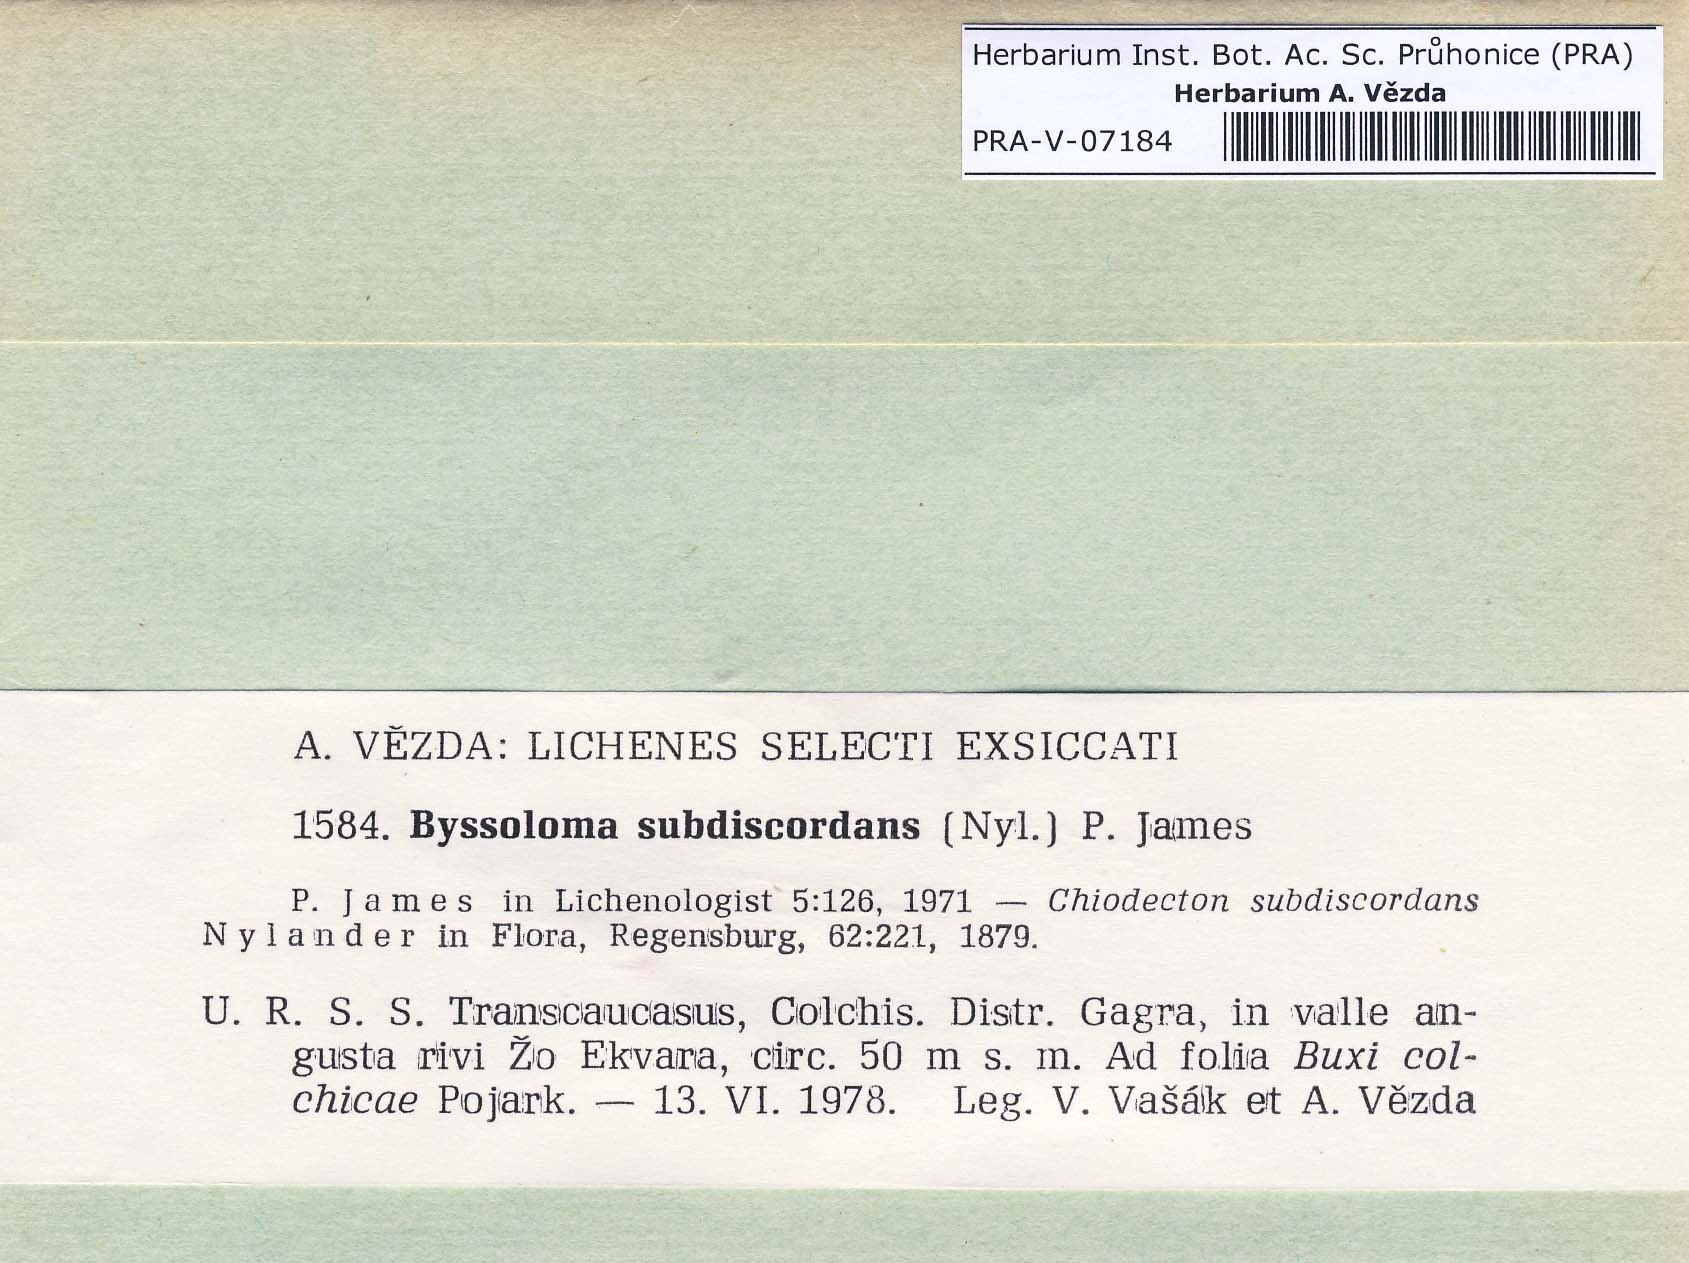 Herbarium Inst. Bot. Ac. Sc. Průhonice (PRA)
Herbarium A. Vězda
PRA-V-07184
A. VĚZDA: LICHENES SELECTI EXSICCATI
1584. Byssoloma subdiscordans (Nyl.) P. James
P. James in Lichenologist 5:126, 1971 — Chiodecton subdiscordans
Nylander in Flora, Regensburg, 62:221, 1879.
U. R. S. S. Transcaucasus, Colchis. Distr. Gagra, in valle an-
gusta rivi Žo Ekvara, circ. 50 m s. m. Ad folia Buxi col-
chicae Pojark. — 13. VI. 1978. Leg. V. Vašák et A. Vězda